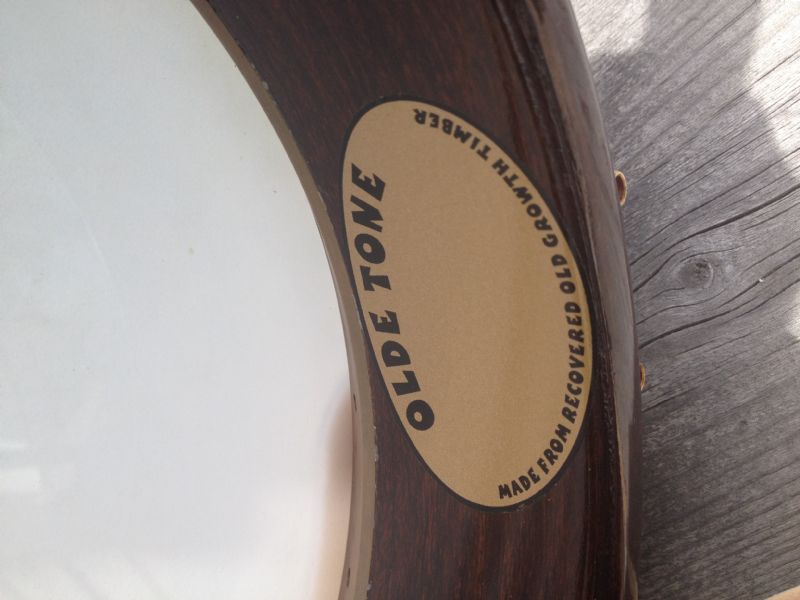 OLDE TONE
MADE FROM RECOVERED OLD GROWTH TIMBER